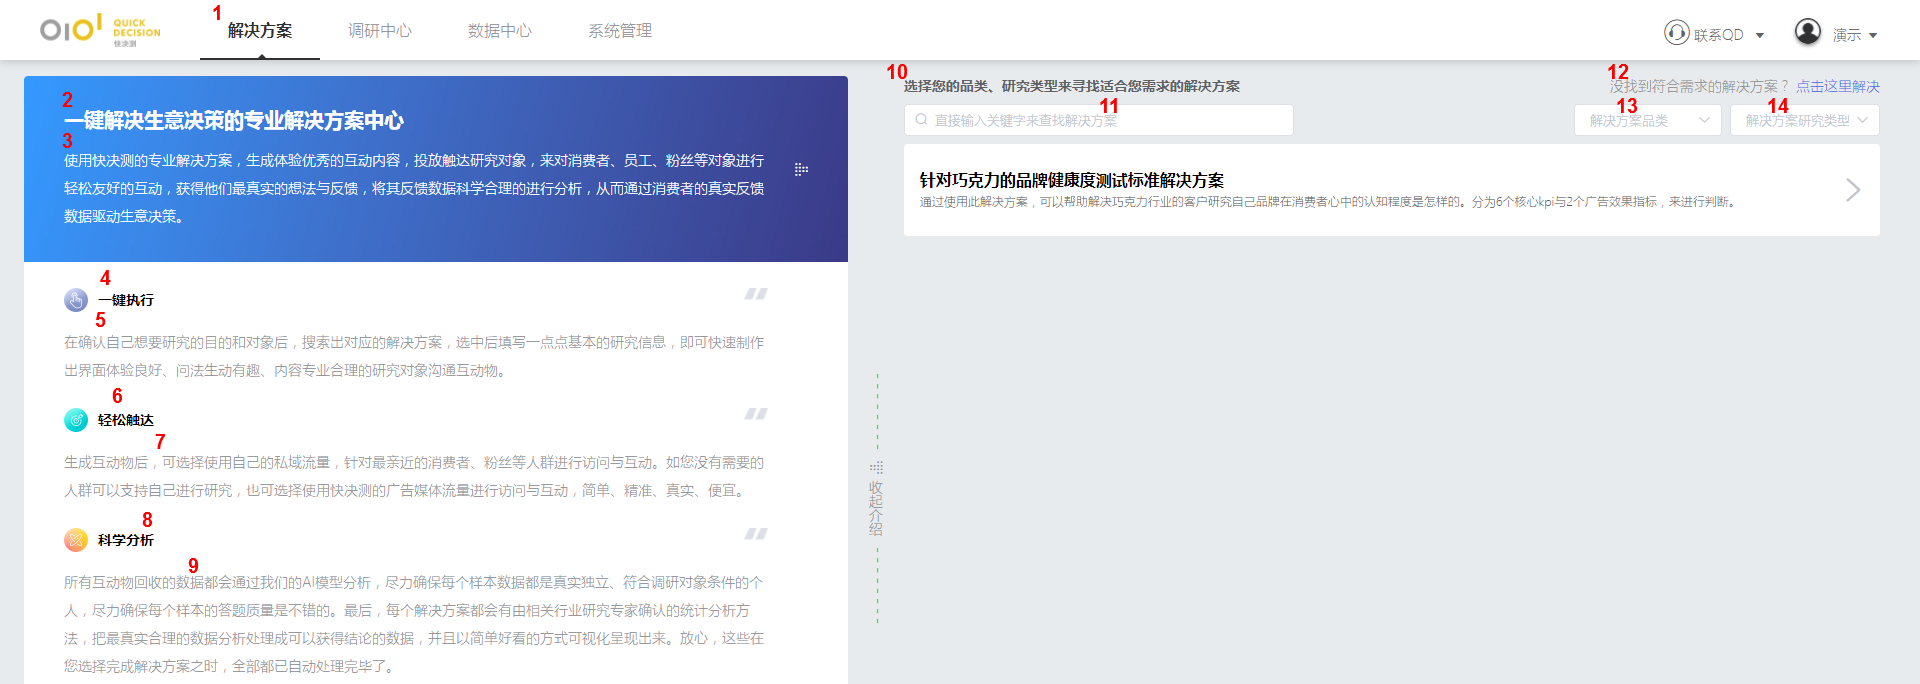 QUICK
DECISION
快决测
1
解决方案
调研中心
数据中心
系统管理
联系QD
演示
2
一键解决生意决策的专业解决方案中心
3
使用快决测的专业解决方案，生成体验优秀的互动内容，投放触达研究对象，来对消费者、员工、粉丝等对象进行
轻松友好的互动，获得他们最真实的想法与反馈，将其反馈数据科学合理的进行分析，从而通过消费者的真实反馈
数据驱动生意决策。
4
一键执行
5
在确认自己想要研究的目的和对象后，搜索出对应的解决方案，选中后填写一点点基本的研究信息，即可快速制作
出界面体验良好、问法生动有趣、内容专业合理的研究对象沟通互动物。
6
轻松触达
7
生成互动物后，可选择使用自己的私域流量，针对最亲近的消费者、粉丝等人群进行访问与互动。如您没有需要的
人群可以支持自己进行研究，也可选择使用快决测的广告媒体流量进行访问与互动，简单、精准、真实、便宜。
8
科学分析
9
所有互动物回收的数据都会通过我们的AI模型分析，尽力确保每个样本数据都是真实独立、符合调研对象条件的个
人，尽力确保每个样本的答题质量是不错的。最后，每个解决方案都会有由相关行业研究专家确认的统计分析方
法，把最真实合理的数据分析处理成可以获得结论的数据，并且以简单好看的方式可视化呈现出来。放心，这些在
您选择完成解决方案之时，全部都已自动处理完毕了。
收起介绍
10
选择您的品类、研究类型来寻找适合您需求的解决方案
12
没找到符合需求的解决方案？ 点击这里解决
11
直接输入关键字来查找解决方案
13
解决方案品类
14
解决方案研究类型
针对巧克力的品牌健康度测试标准解决方案
通过使用此解决方案，可以帮助解决巧克力行业的客户研究自己品牌在消费者心中的认知程度是怎样的。分为6个核心kpi与2个广告效果指标，来进行判断。